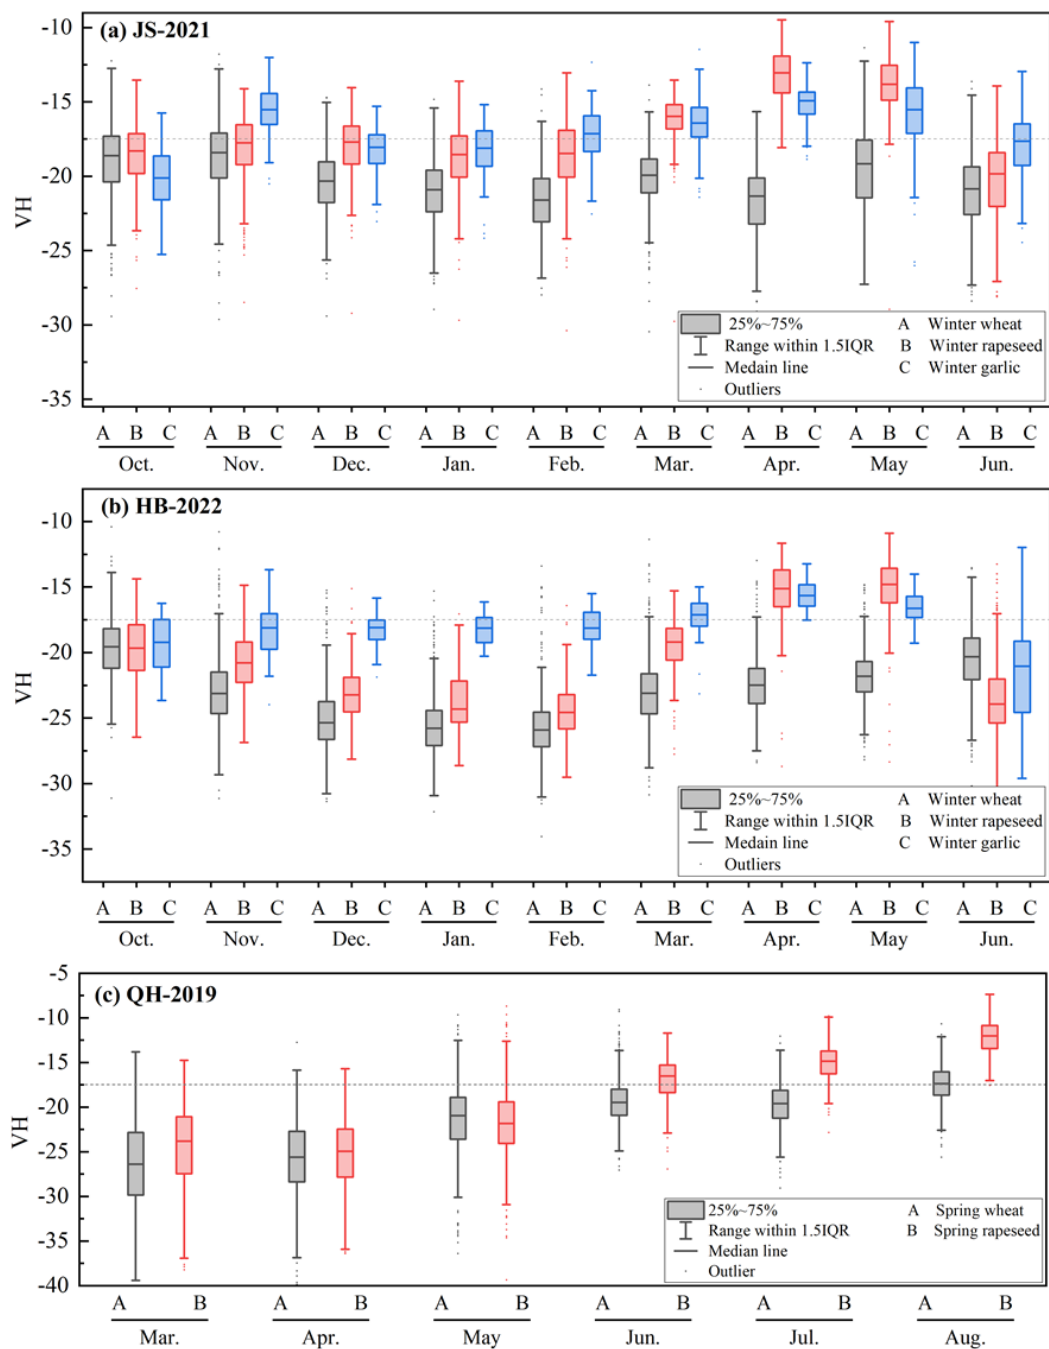 (a) JS-2021
VH
-10
-15
-20
-25
-30
-35
25%~75%
A Winter wheat
Range within 1.5IQR
B Winter rapeseed
Medain line
C Winter garlic
Outliers
A B C A B C A B C A B C A B C A B C A B C A B C A B C
Oct. Nov. Dec. Jan. Feb. Mar. Apr. May Jun.
(b) HB-2022
VH
-10
-15
-20
-25
-30
-35
25%~75%
A Winter wheat
Range within 1.5IQR
B Winter rapeseed
Medain line
C Winter garlic
Outliers
A B C A B C A B C A B C A B C A B C A B C A B C A B C
Oct. Nov. Dec. Jan. Feb. Mar. Apr. May Jun.
(c) QH-2019
VH
-5
-10
-15
-20
-25
-30
-35
-40
25%~75%
A Spring wheat
Range within 1.5IQR
B Spring rapeseed
Median line
Outlier
A B A B A B A B A B A B
Mar. Apr. May Jun. Jul. Aug.